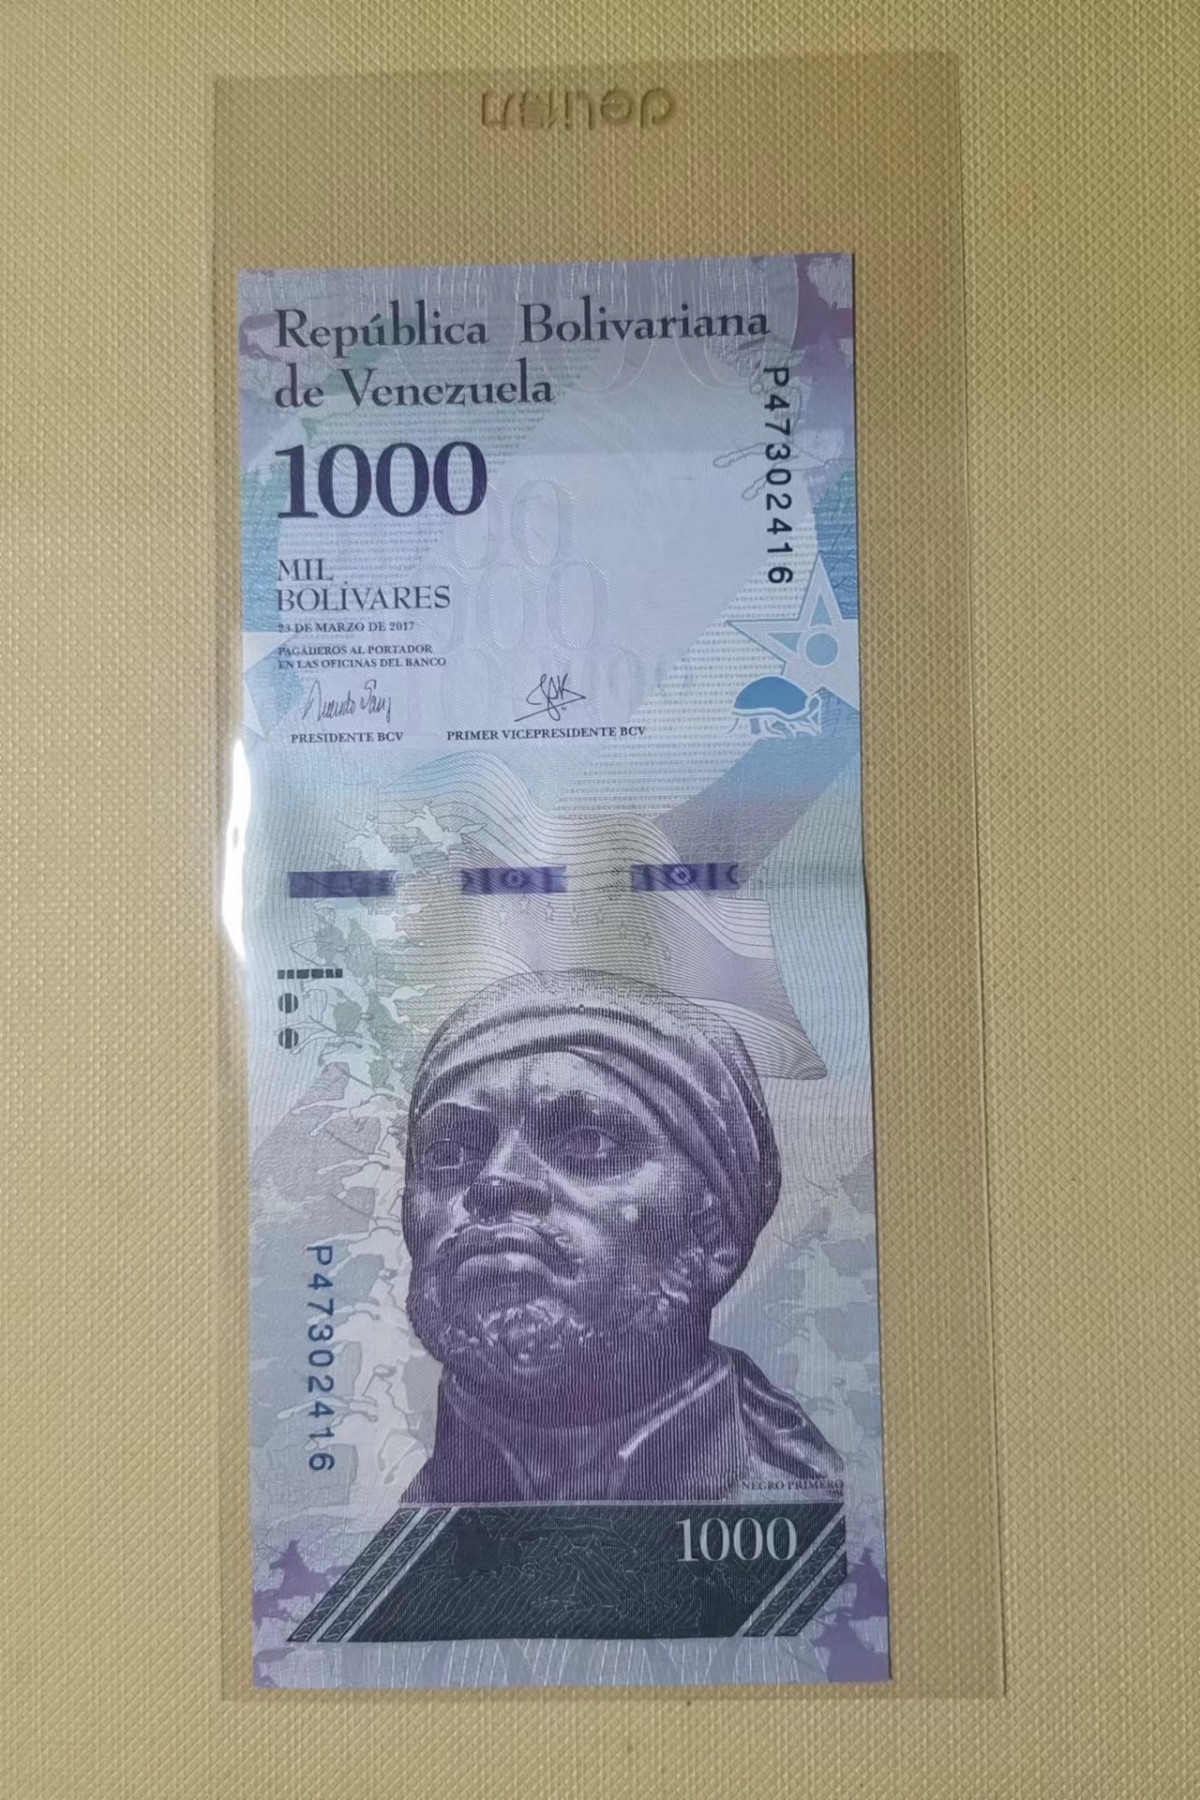 deli
República Bolivariana
de Venezuela
1000
MIL
BOLÍVARES
23 DE MARZO DE 2017
PAGADEROS AL PORTADOR
EN LAS OFICINAS DEL BANCO
PRESIDENTE BCV
PRIMER VICEPRESIDENTE BCV
P47302416
P47302416
NEGRO PRIMERO
1000